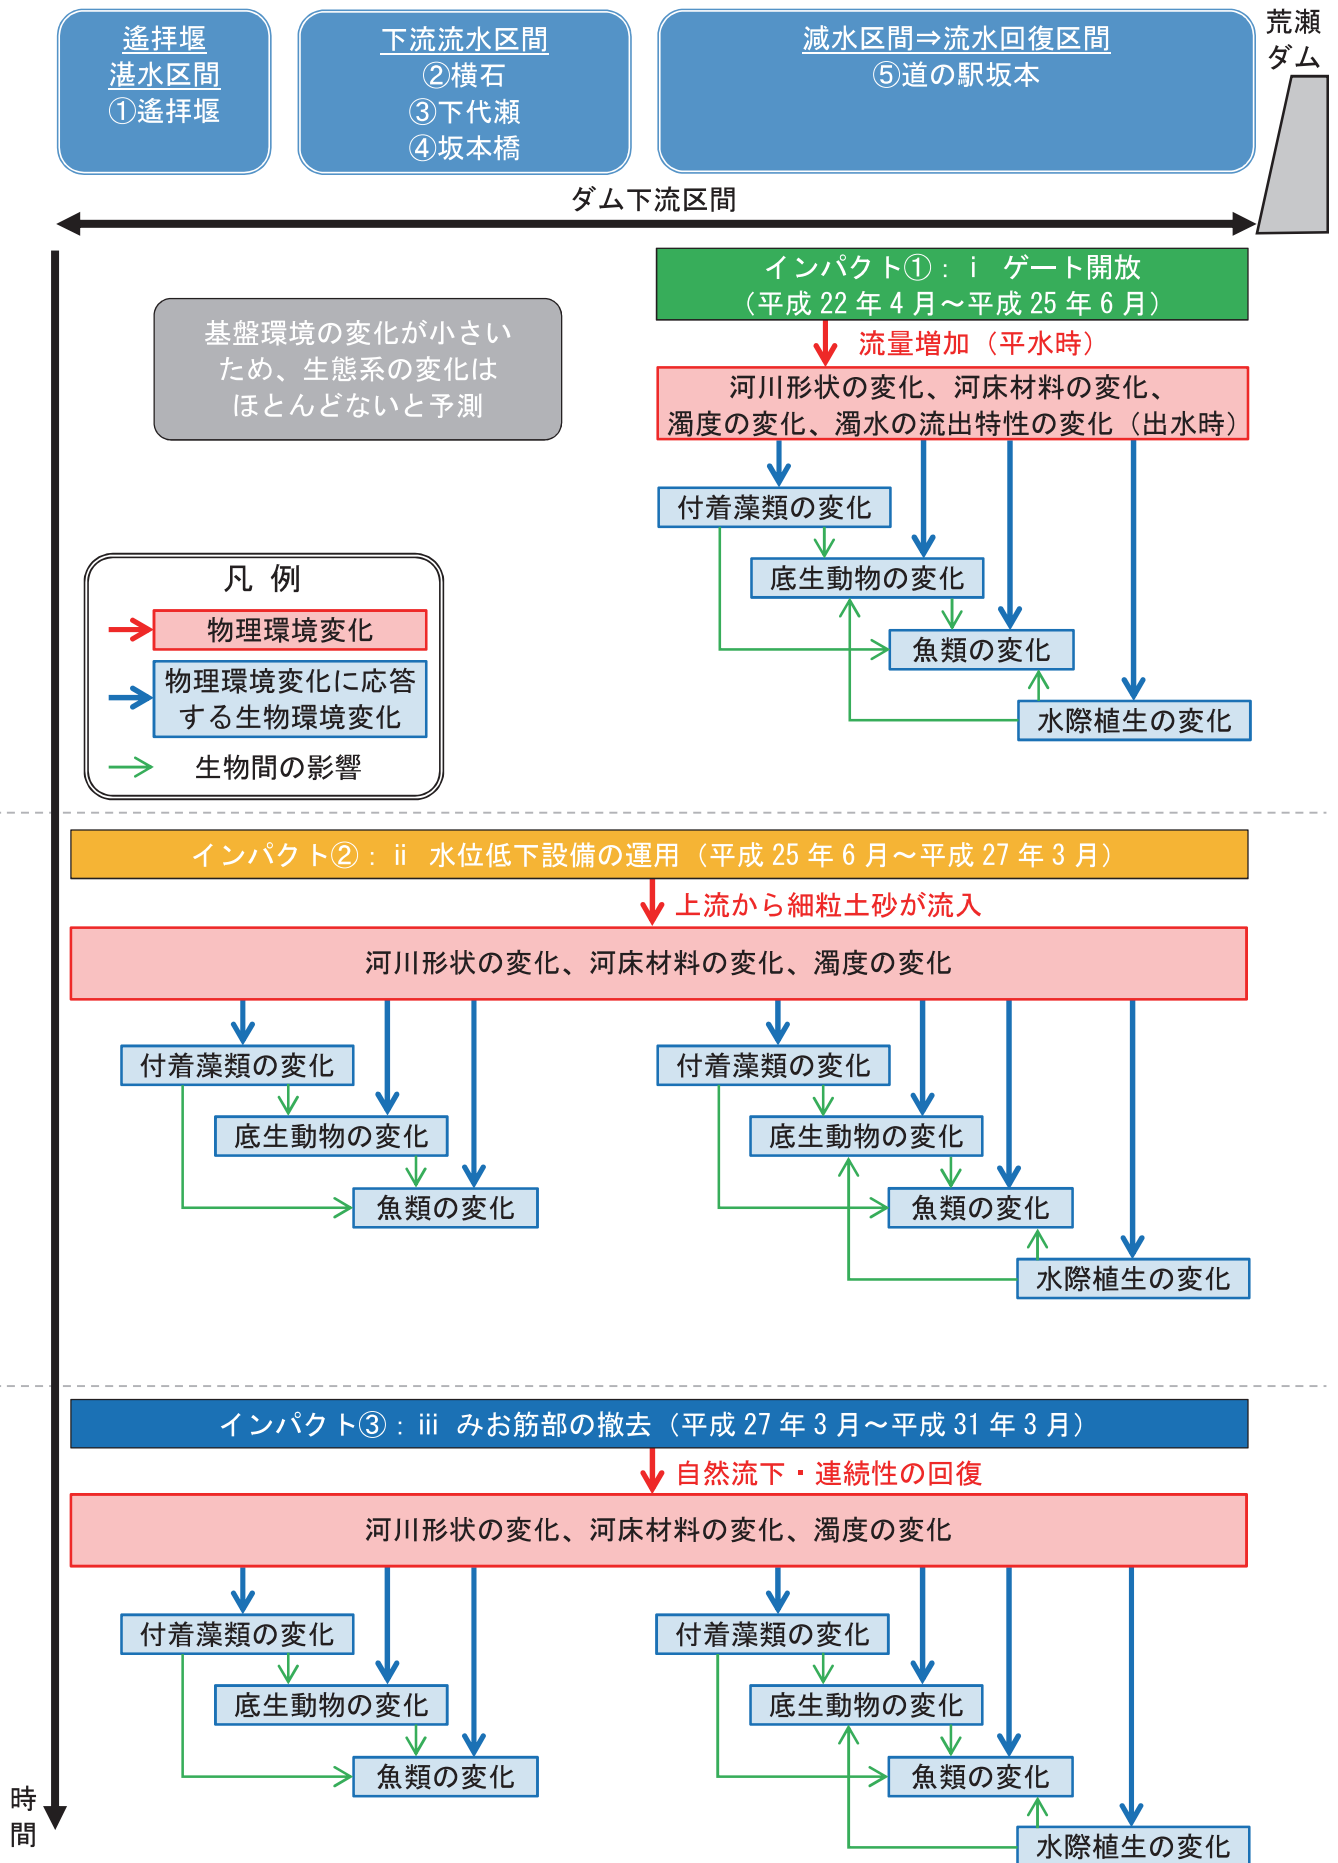 遙拝堰
湛水区間
①遙拝堰
下流流水区間
②横石
③下代瀬
④坂本橋
減水区間⇒流水回復区間
⑤道の駅坂本
荒瀬
ダム
ダム下流区間
インパクト①：ⅰ ゲート開放
（平成 22 年 4 月～平成 25 年 6 月）
流量増加（平水時）
基盤環境の変化が小さい
ため、生態系の変化は
ほとんどないと予測
河川形状の変化、河床材料の変化、
濁度の変化、濁水の流出特性の変化（出水時）
付着藻類の変化
底生動物の変化
魚類の変化
水際植生の変化
凡 例
物理環境変化
物理環境変化に応答
する生物環境変化
生物間の影響
インパクト②：ⅱ 水位低下設備の運用（平成 25 年 6 月～平成 27 年 3 月）
上流から細粒土砂が流入
河川形状の変化、河床材料の変化、濁度の変化
付着藻類の変化
底生動物の変化
魚類の変化
付着藻類の変化
底生動物の変化
魚類の変化
水際植生の変化
インパクト③：ⅲ みお筋部の撤去（平成 27 年 3 月～平成 31 年 3 月）
自然流下・連続性の回復
河川形状の変化、河床材料の変化、濁度の変化
付着藻類の変化
底生動物の変化
魚類の変化
付着藻類の変化
底生動物の変化
魚類の変化
水際植生の変化
時
間